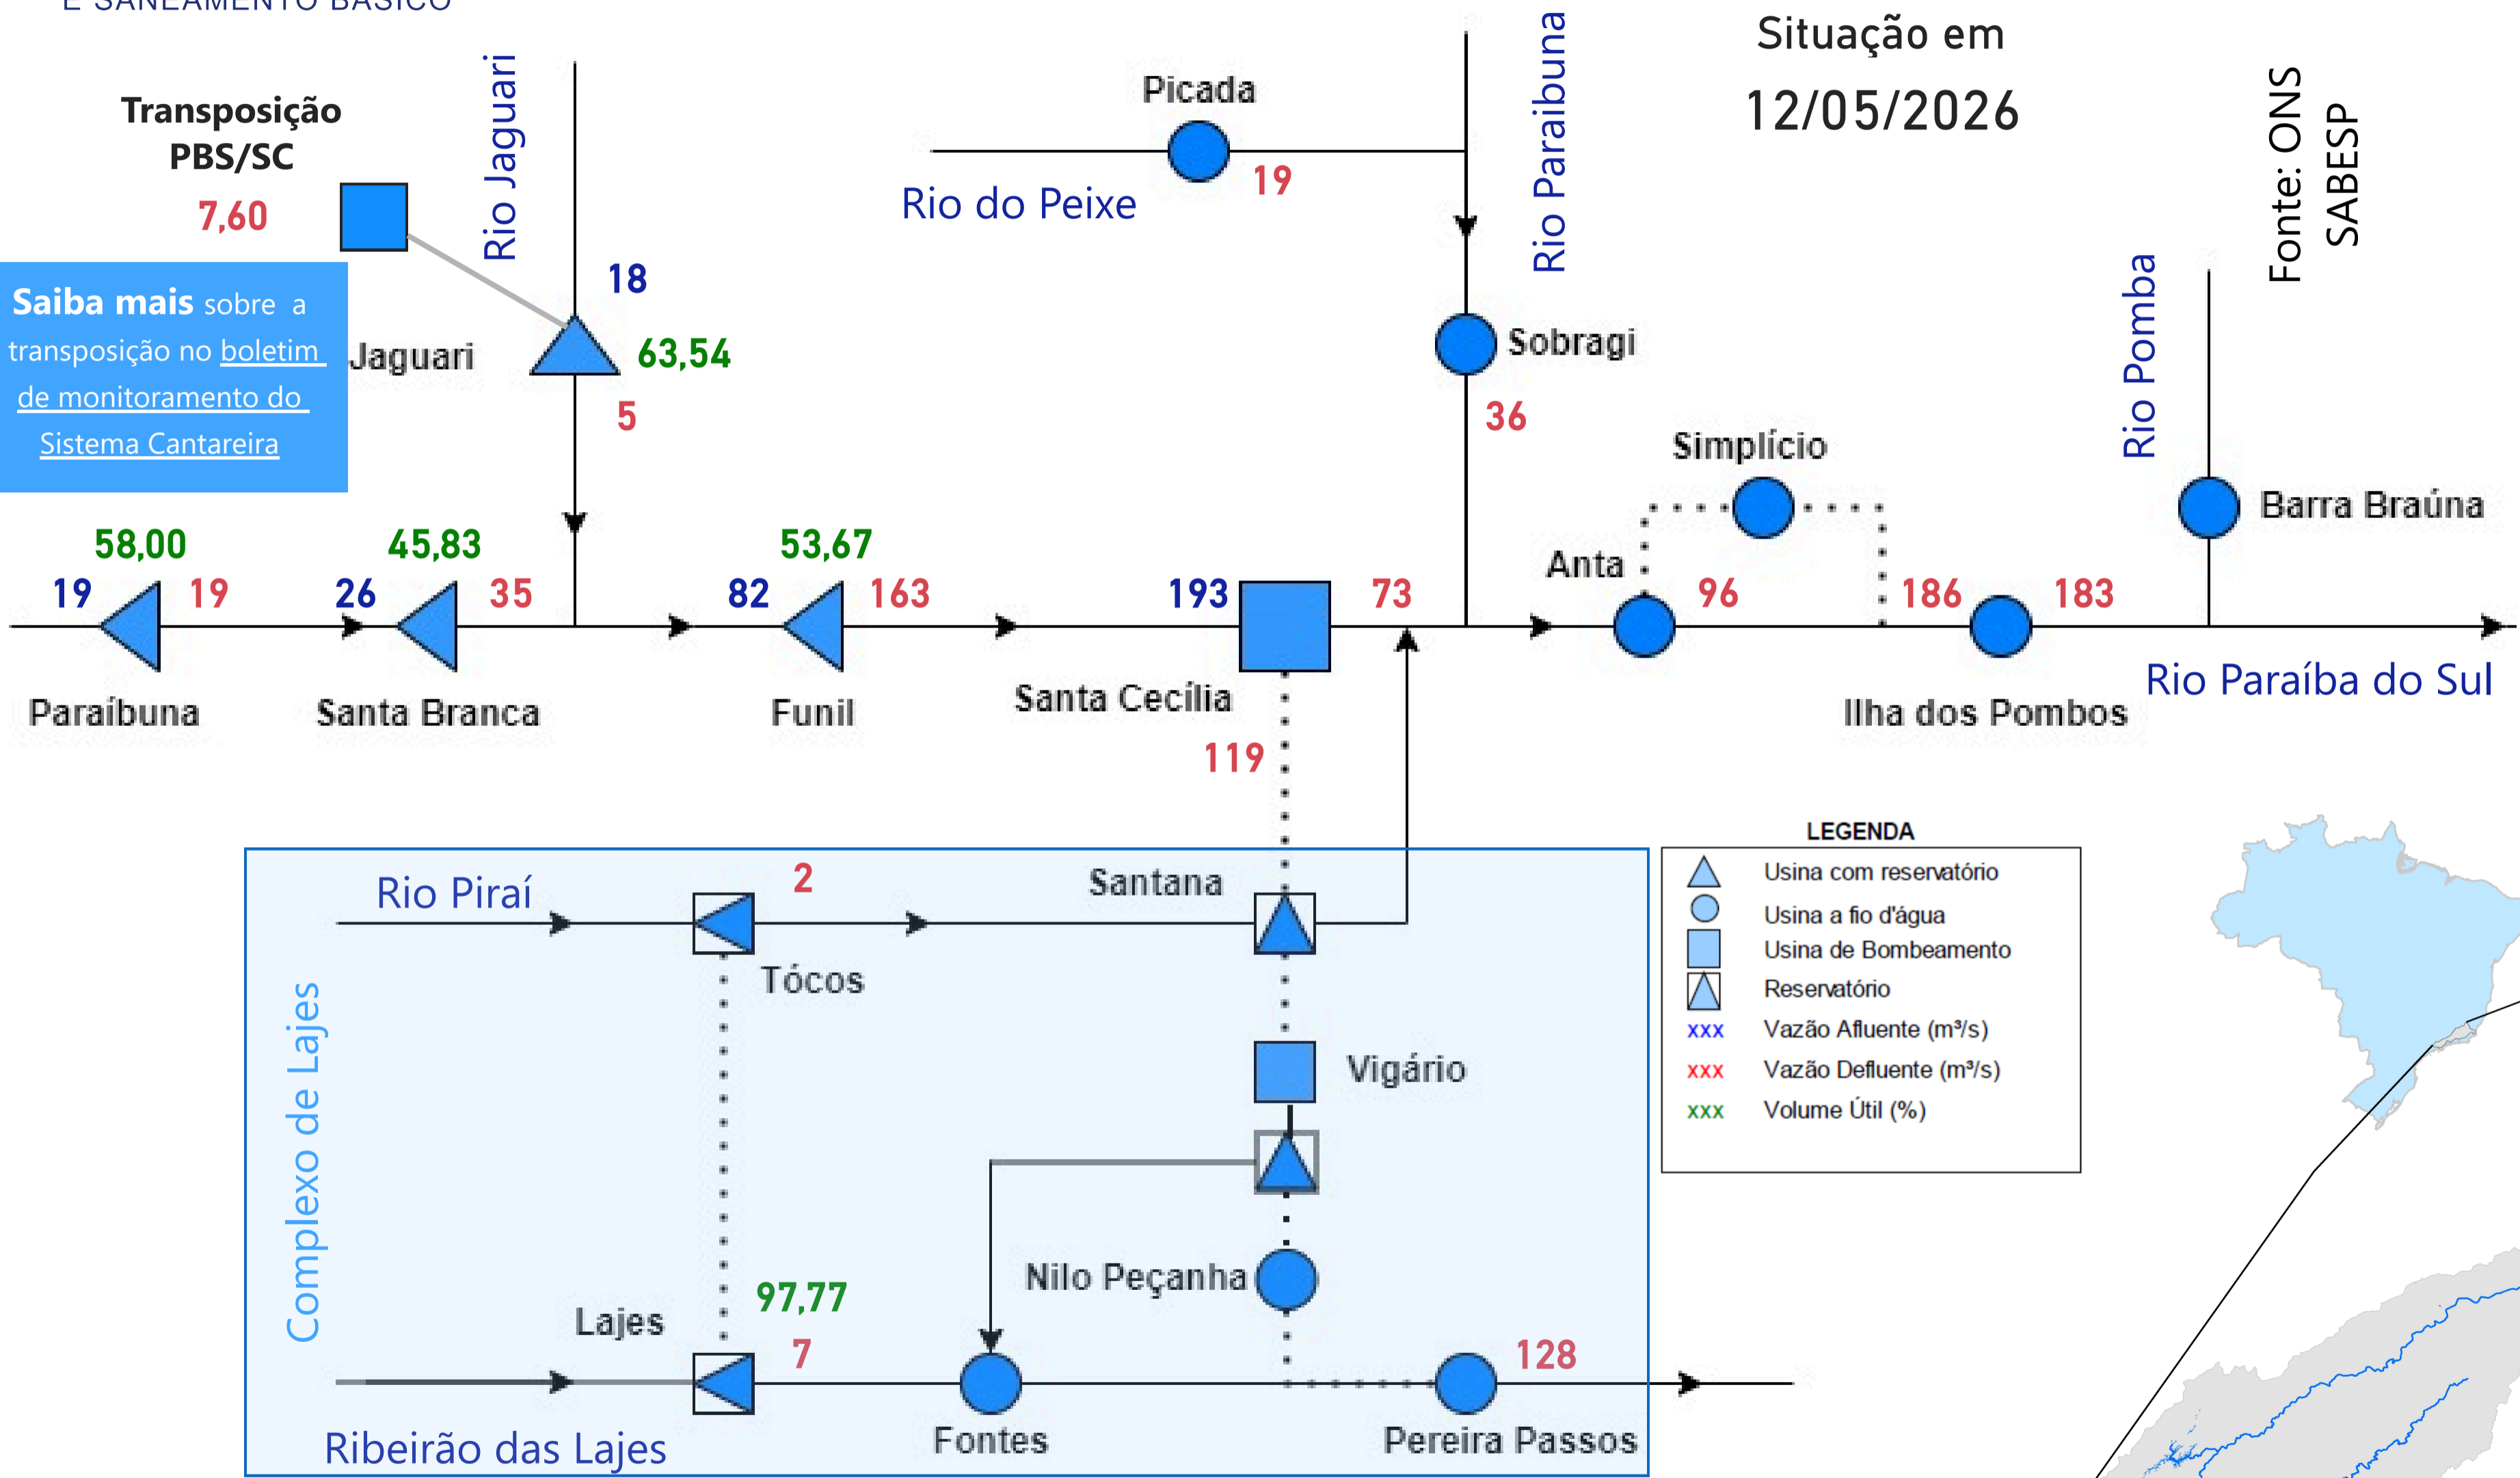 E SANEAMENTO BÁSICO
Situação em
12/05/2026
Fonte: ONS
SABESP
Transposição
PBS/SC
7,60
Rio Jaguari
Saiba mais sobre a
transposição no boletim
de monitoramento do
Sistema Cantareira
18
Jaguari
63,54
5
Picada
19
Rio do Peixe
Rio Paraibuna
Sobragi
36
Simplício
Rio Pomba
Barra Braúna
58,00
19
19
Paraíbuna
45,83
26
35
Santa Branca
53,67
82
163
Funil
193
73
Santa Cecília
119
Anta
96
186
183
Ilha dos Pombos
Rio Paraíba do Sul
Complexo de Lajes
Rio Piraí
2
Tócos
Santana
Vigário
Nilo Peçanha
Lajes
97,77
7
Ribeirão das Lajes
Fontes
128
Pereira Passos
LEGENDA
Usina com reservatório
Usina a fio d'água
Usina de Bombeamento
Reservatório
xxx Vazão Afluente (m³/s)
xxx Vazão Defluente (m³/s)
xxx Volume Útil (%)